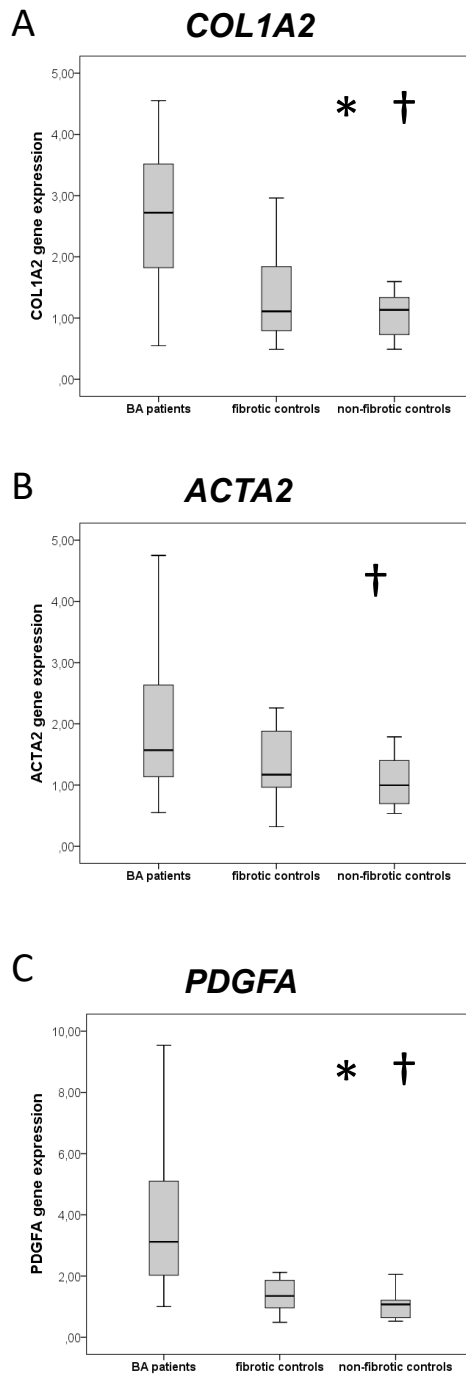 A
COL1A2
5,00
* †
4,00
3,00
2,00
1,00
,00
COL1A2 gene expression
BA patients fibrotic controls non-fibrotic controls
B
ACTA2
5,00
†
4,00
3,00
2,00
1,00
,00
ACTA2 gene expression
BA patients fibrotic controls non-fibrotic controls
C
PDGFA
10,00
* †
8,00
6,00
4,00
2,00
,00
PDGFA gene expression
BA patients fibrotic controls non-fibrotic controls